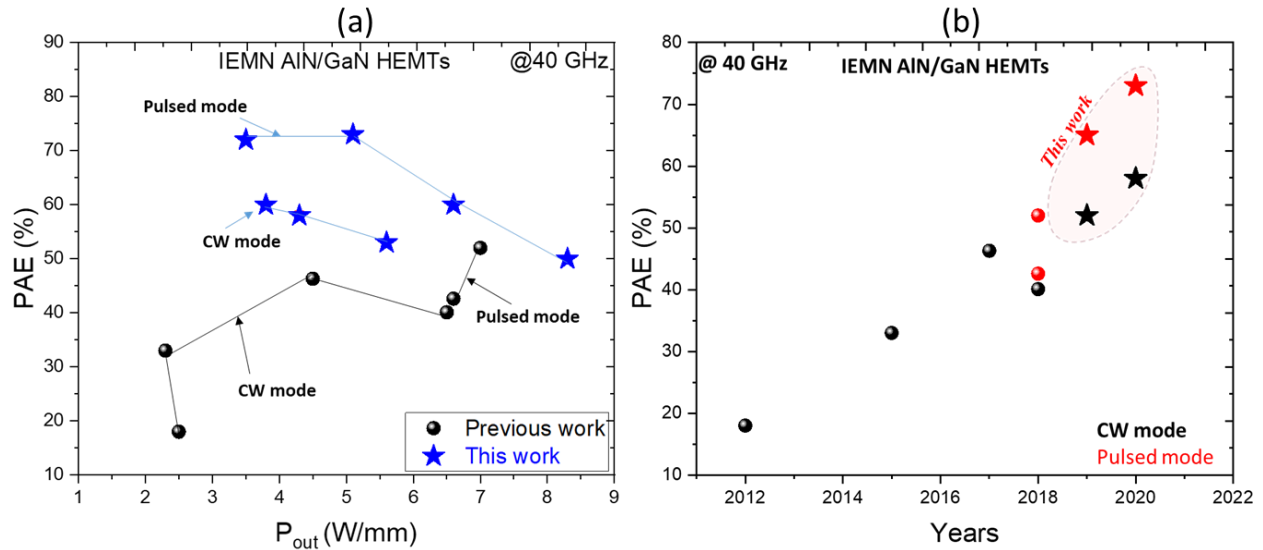 (a)
IEMN AlN/GaN HEMTs @40 GHz
Pulsed mode
CW mode
Pulsed mode
CW mode
Previous work
This work
90
80
70
60
50
40
30
20
10
PAE (%)
1 2 3 4 5 6 7 8 9
Pout (W/mm)
(b)
@ 40 GHz IEMN AlN/GaN HEMTs
This work
CW mode
Pulsed mode
80
70
60
50
40
30
20
10
PAE (%)
2012 2014 2016 2018 2020 2022
Years